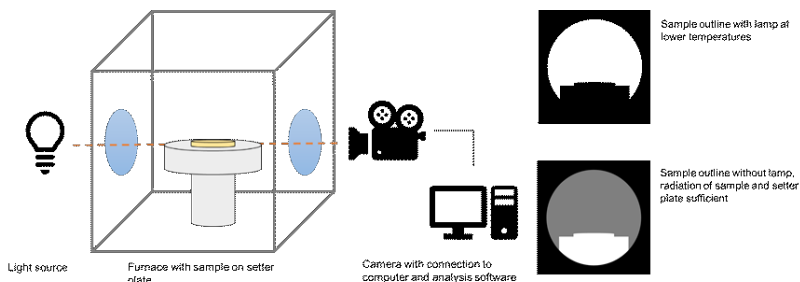 Sample outline with lamp at
lower temperatures
Sample outline without lamp,
radiation of sample and setter
plate sufficient
Light source
Furnace with sample on setter
plate
Camera with connection to
computer and analysis software